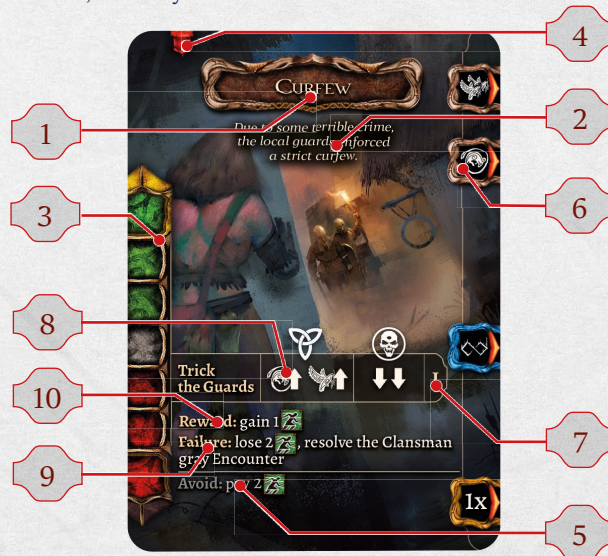 4
CURFEW
1
2
Due to some terrible crime,
the local guards enforced
a strict curfew.
6
3
8
Trick
the Guards
I
10
Reward: gain 1
7
Failure: lose 2 , resolve the Clansman
gray Encounter
9
Avoid: pay 2
1x
5